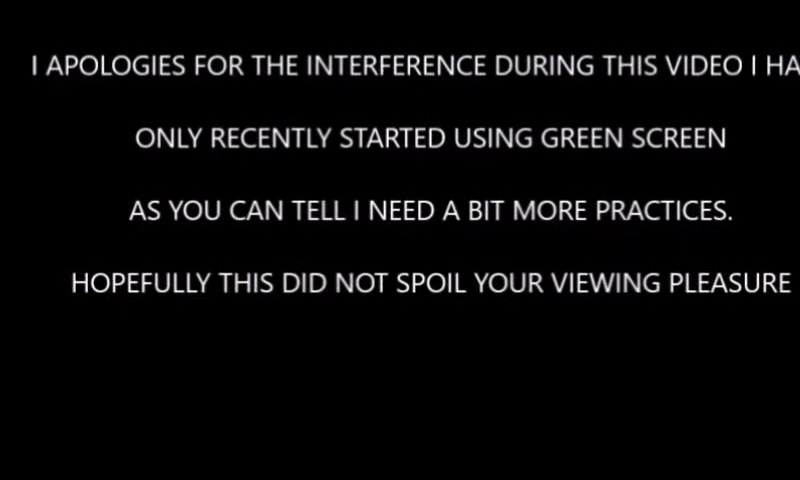 I APOLOGIES FOR THE INTERFERENCE DURING THIS VIDEO I HA
ONLY RECENTLY STARTED USING GREEN SCREEN
AS YOU CAN TELL I NEED A BIT MORE PRACTICES.
HOPEFULLY THIS DID NOT SPOIL YOUR VIEWING PLEASURE